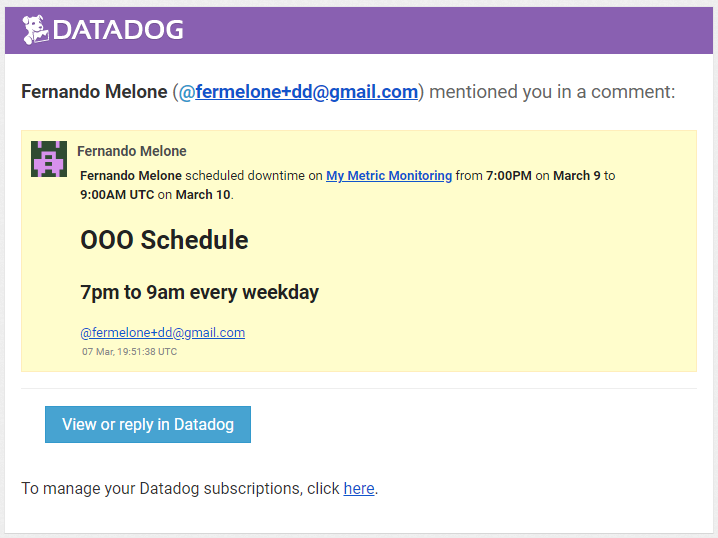 DATADOG
Fernando Melone (@fermelone+dd@gmail.com) mentioned you in a comment:
Fernando Melone
Fernando Melone scheduled downtime on My Metric Monitoring from 7:00PM on March 9 to
9:00AM UTC on March 10.
OOO Schedule
7pm to 9am every weekday
@fermelone+dd@gmail.com
07 Mar, 19:51:38 UTC
View or reply in Datadog
To manage your Datadog subscriptions, click here.